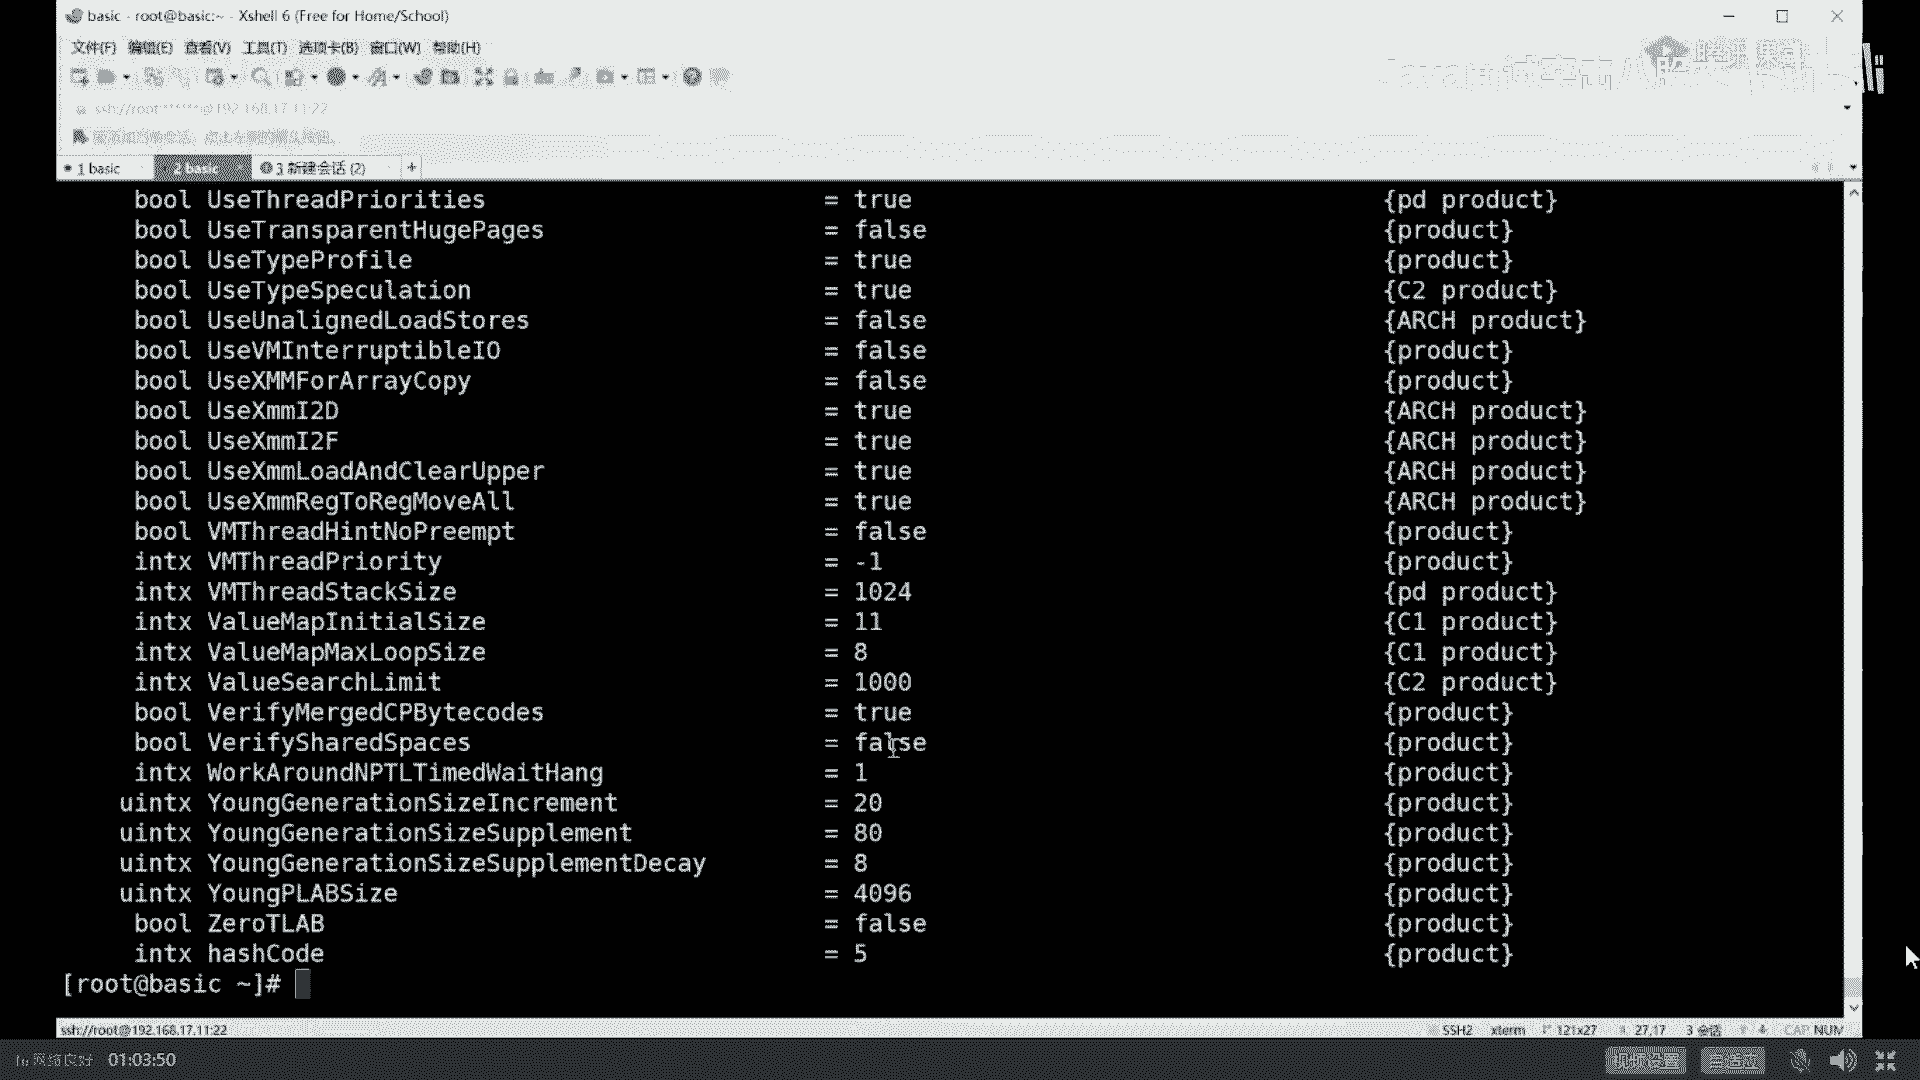 basic - root@basic:~ - Xshell 6 (Free for Home/School)
文件(F) 编辑(E) 查看(V) 工具(T) 选项卡(B) 窗口(W) 帮助(H)
ssh://root:******@192.168.17.11:22
1 basic 2 basic 3 新建会话 (2) +
bool UseThreadPriorities = true {pd product}
bool UseTransparentHugePages = false {product}
bool UseTypeProfile = true {product}
bool UseTypeSpeculation = true {C2 product}
bool UseUnalignedLoadStores = false {ARCH product}
bool UseVMInterruptibleIO = false {product}
bool UseXMMForArrayCopy = false {product}
bool UseXmmI2D = true {ARCH product}
bool UseXmmI2F = true {ARCH product}
bool UseXmmLoadAndClearUpper = true {ARCH product}
bool UseXmmRegToRegMoveAll = true {ARCH product}
bool VMThreadHintNoPreempt = false {product}
intx VMThreadPriority = -1 {product}
intx VMThreadStackSize = 1024 {pd product}
intx ValueMapInitialSize = 11 {C1 product}
intx ValueMapMaxLoopSize = 8 {C1 product}
intx ValueSearchLimit = 1000 {C2 product}
bool VerifyMergedCPBytecodes = true {product}
bool VerifySharedSpaces = false {product}
intx WorkAroundNPTLTimedWaitHang = 1 {product}
uintx YoungGenerationSizeIncrement = 20 {product}
uintx YoungGenerationSizeSupplement = 80 {product}
uintx YoungGenerationSizeSupplementDecay = 8 {product}
uintx YoungPLABSize = 4096 {product}
bool ZeroTLAB = false {product}
intx hashCode = 5 {product}
[root@basic ~]#
ssh://root@192.168.17.11:22 SSH2 xterm 121x27 27,17 3 会话 CAP NUM
网络良好 01:03:50 视频设置 自适应